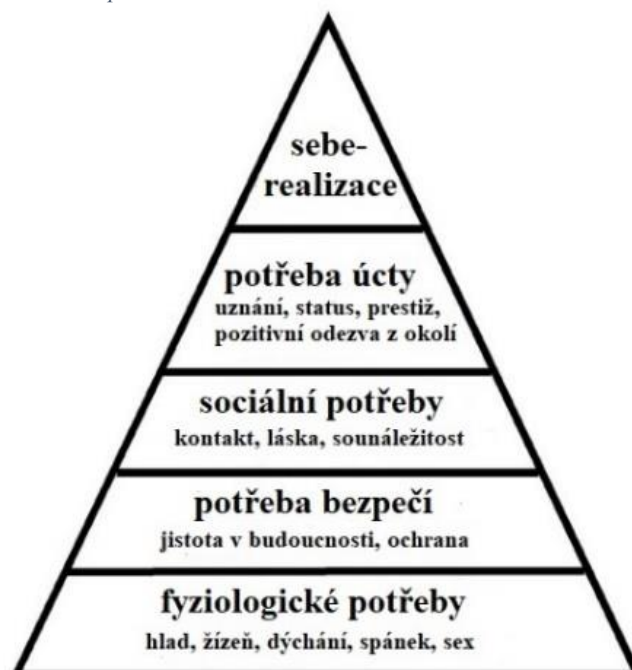 sebe-
realizace
potřeba úcty
uznání, status, prestiž,
pozitivní odezva z okolí
sociální potřeby
kontakt, láska, sounáležitost
potřeba bezpečí
jistota v budoucnosti, ochrana
fyziologické potřeby
hlad, žízeň, dýchání, spánek, sex